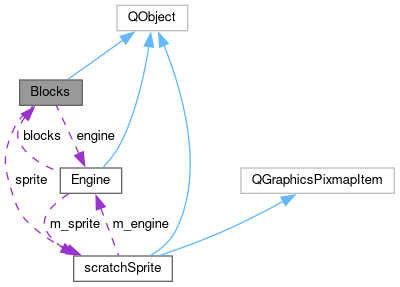 QObject
Blocks
blocks
engine
sprite
Engine
QGraphicsPixmapItem
m_sprite
m_engine
scratchSprite